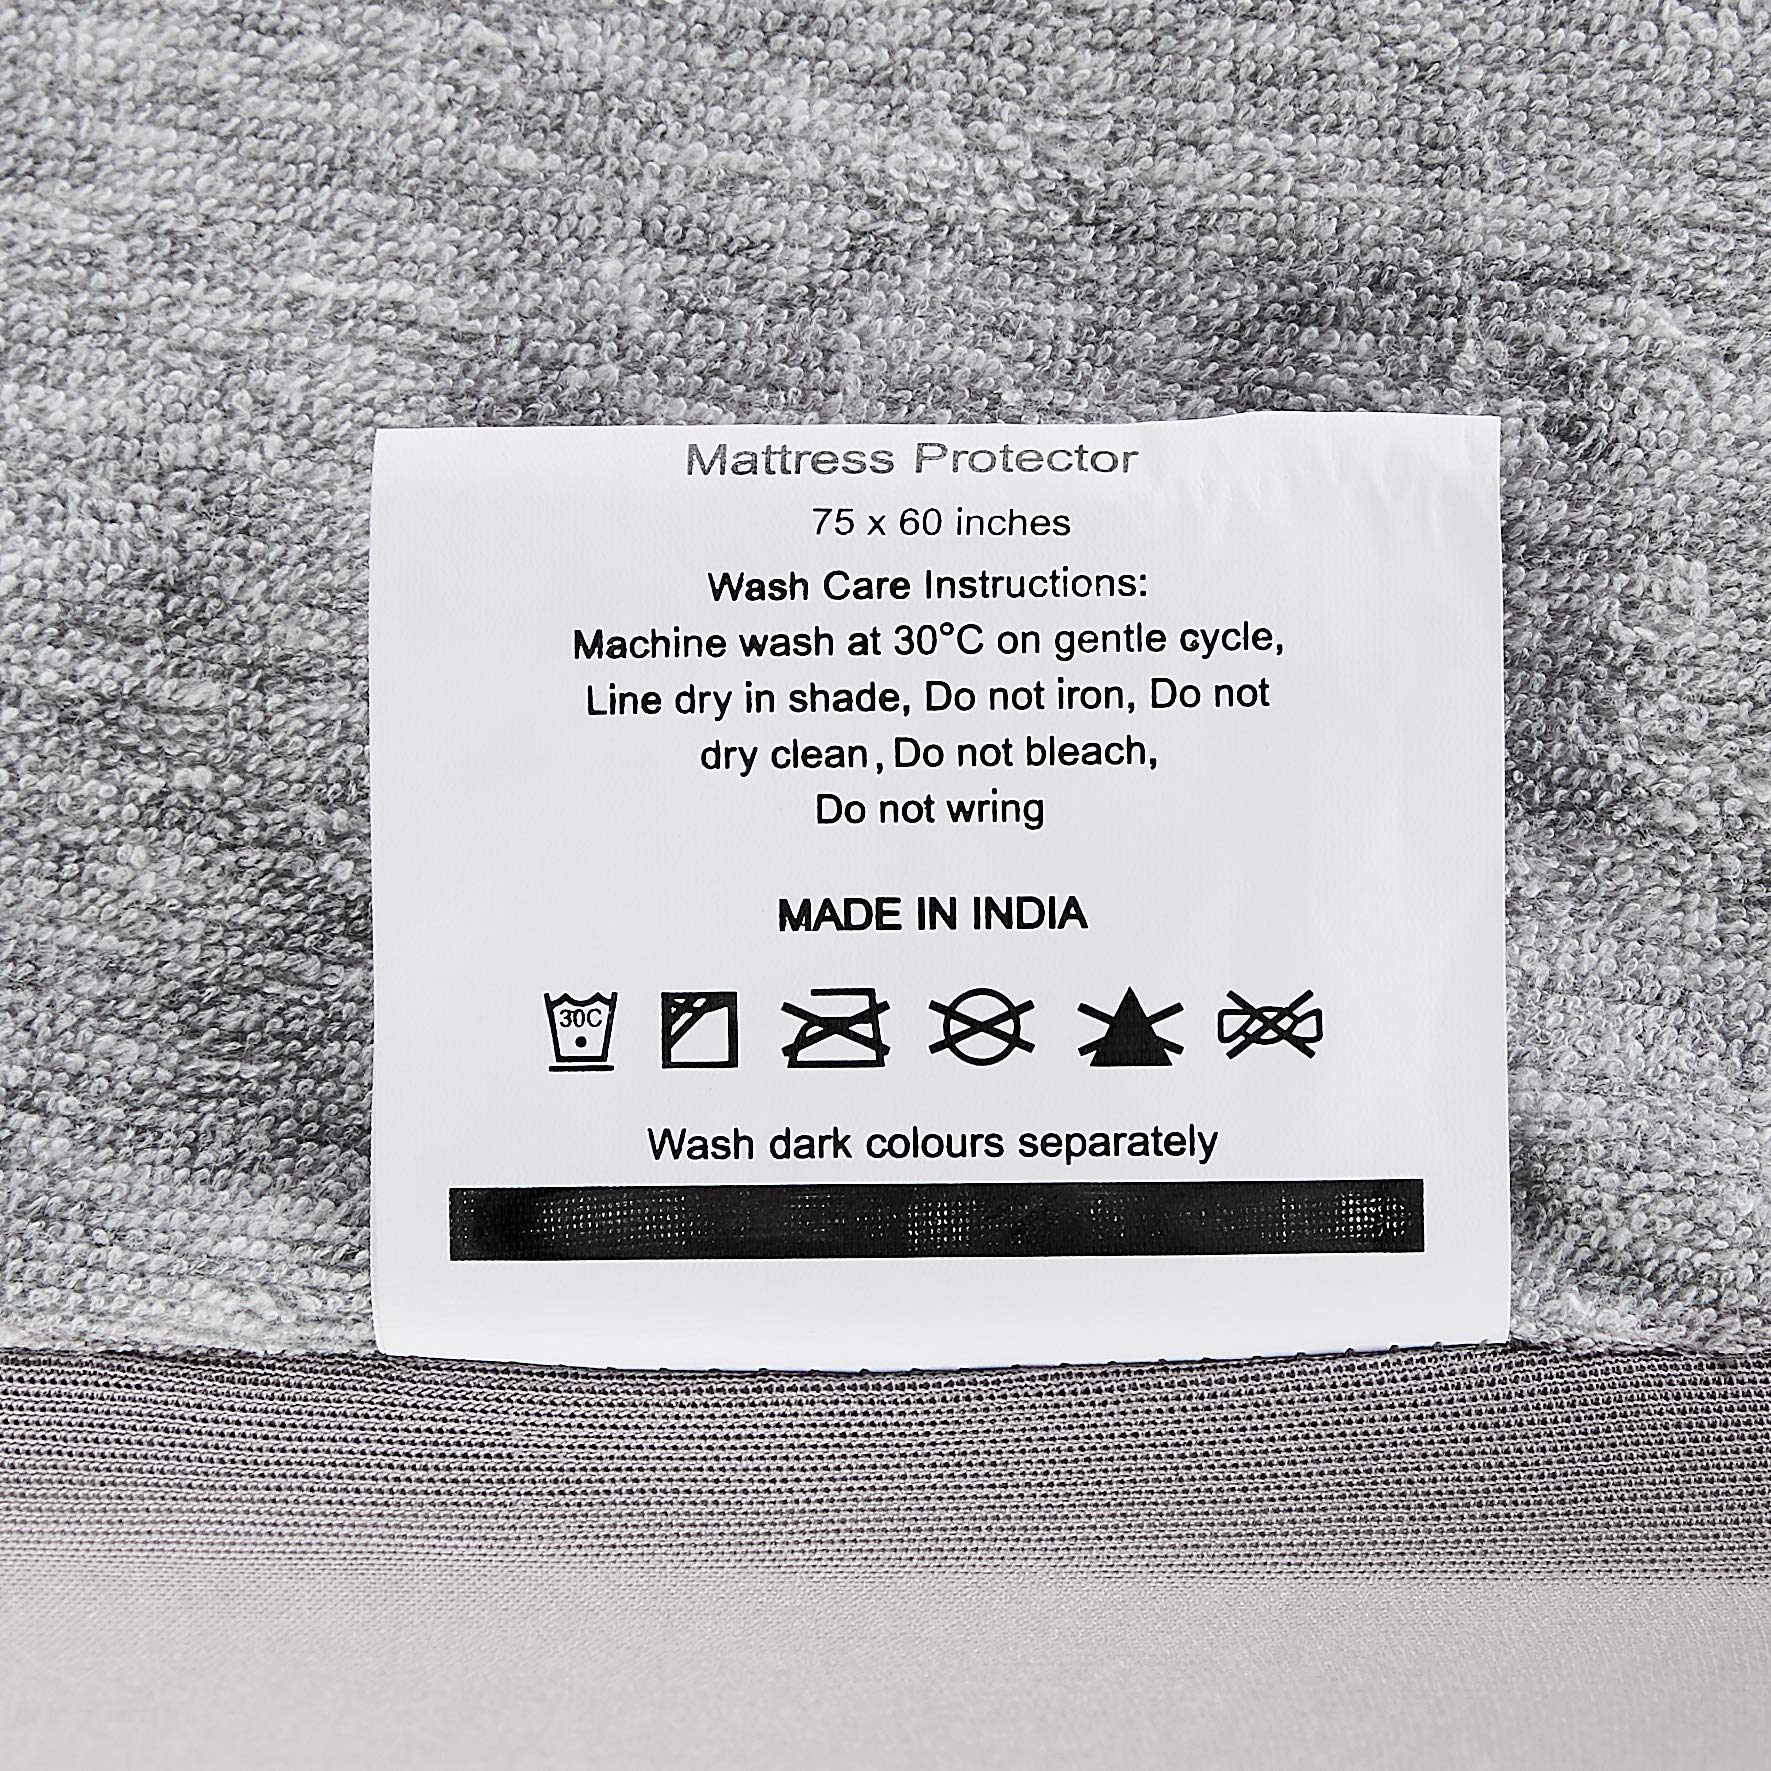 Mattress Protector
75 x 60 inches
Wash Care Instructions:
Machine wash at 30°C on gentle cycle,
Line dry in shade, Do not iron, Do not
dry clean, Do not bleach,
Do not wring
MADE IN INDIA
30C
Wash dark colours separately